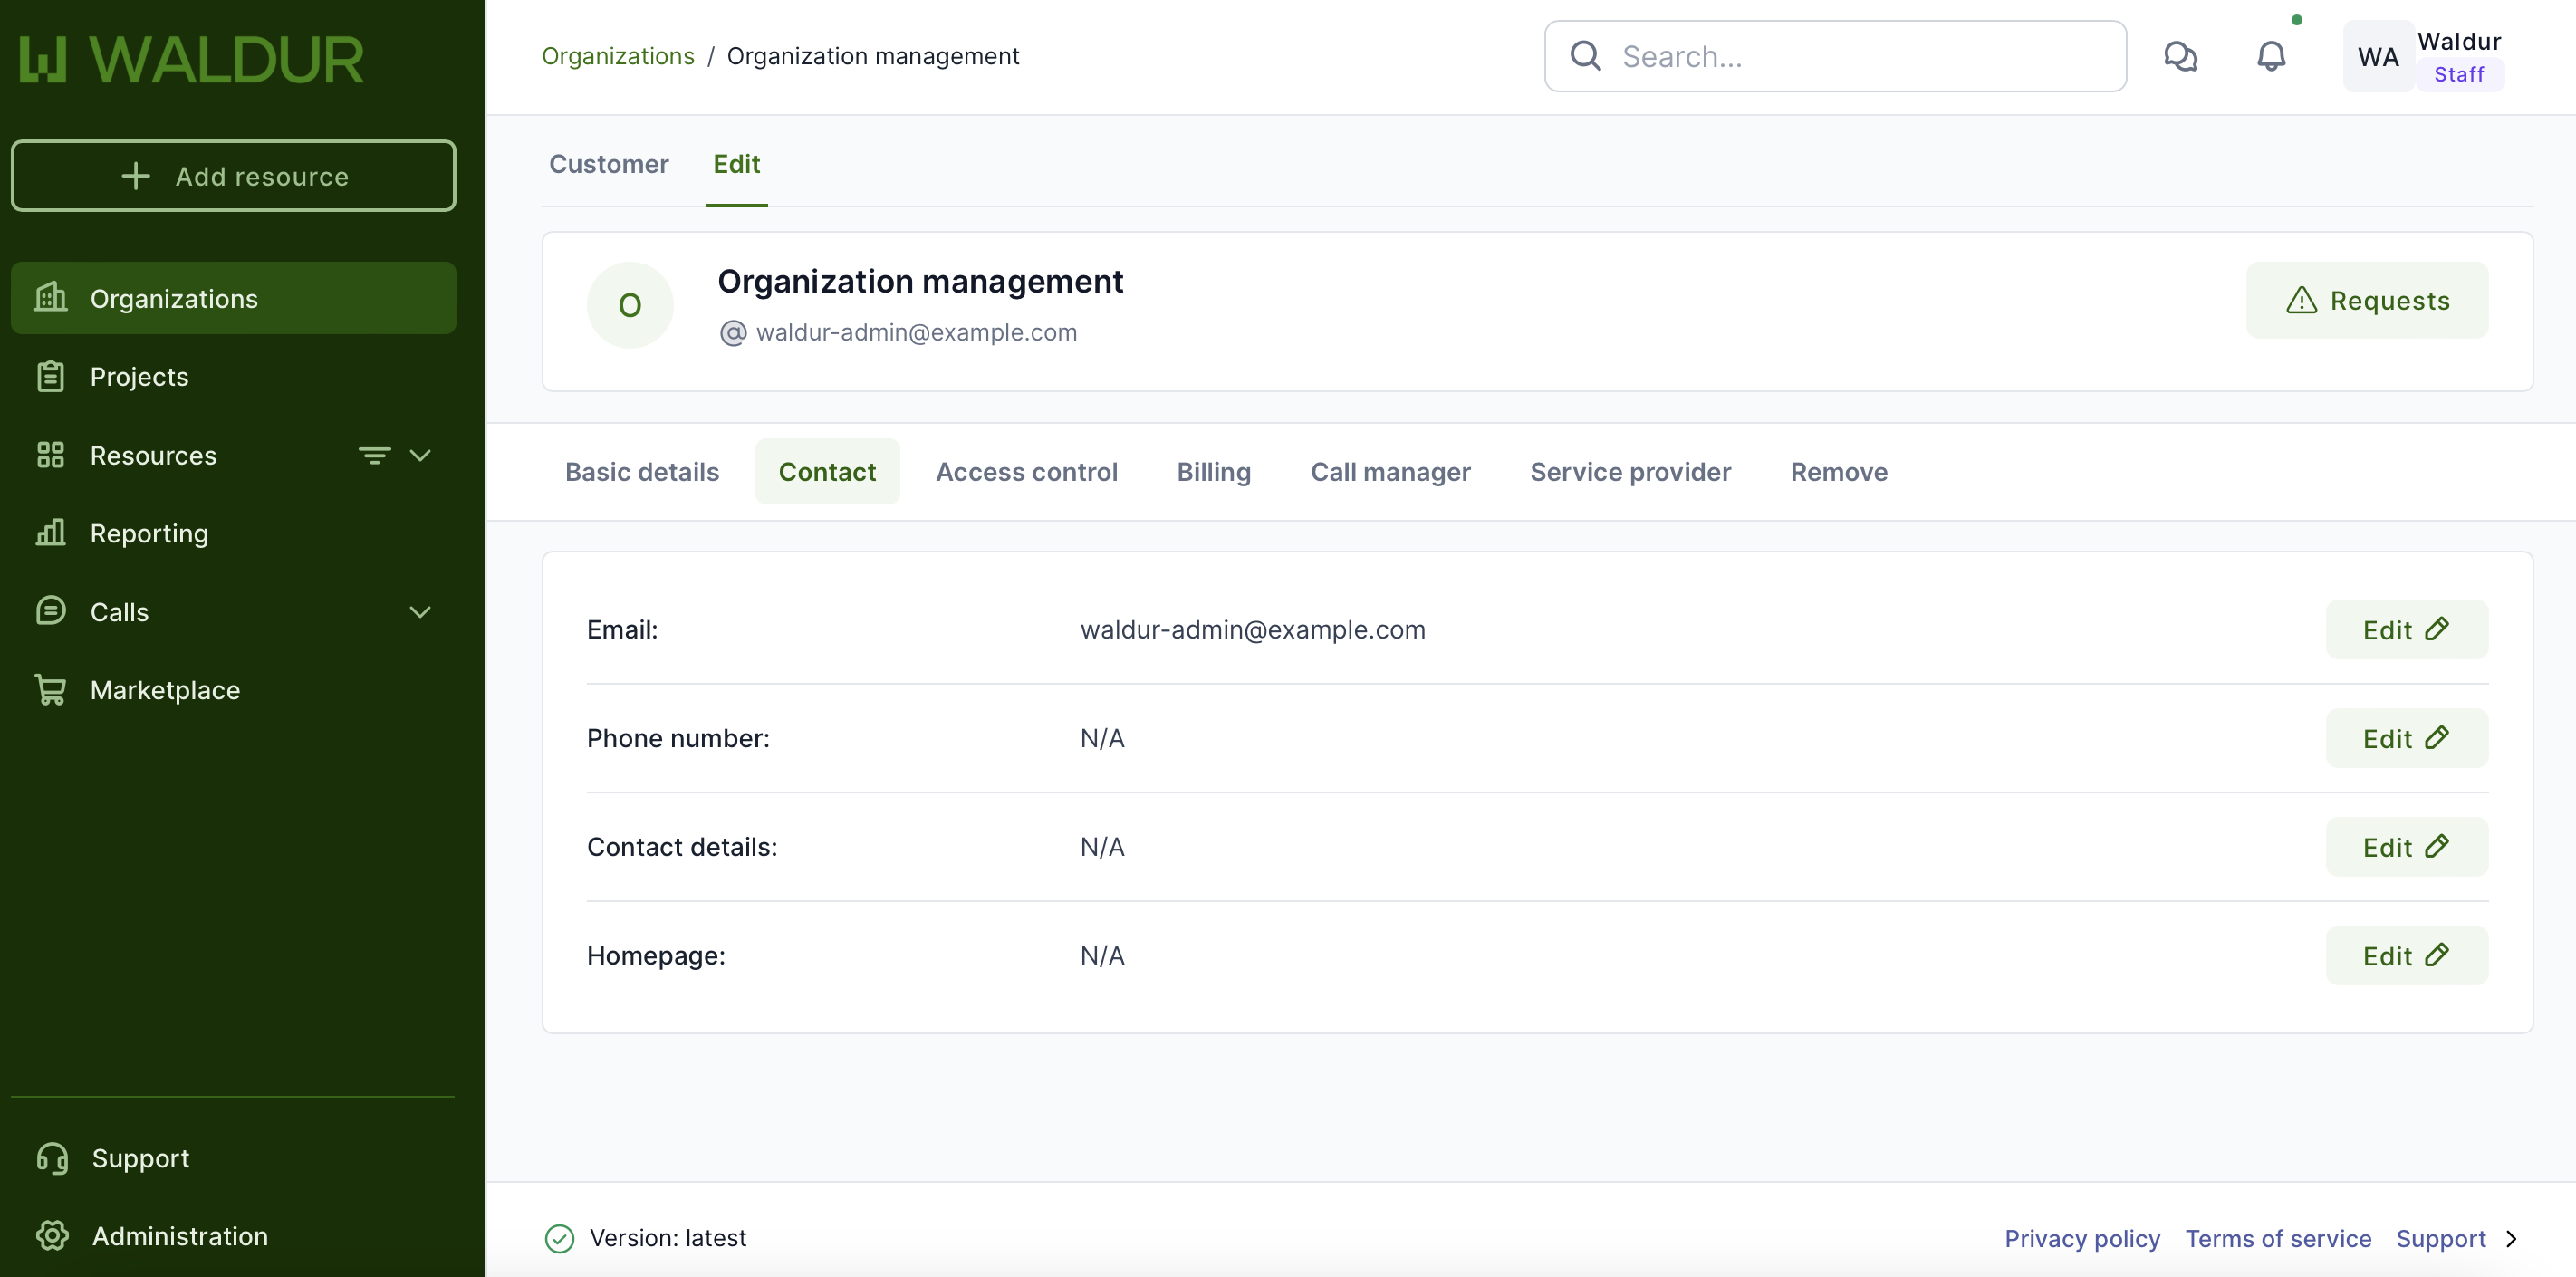 WALDUR
Add resource
Organizations
Projects
Resources
Reporting
Calls
Marketplace
Support
Administration
Organizations / Organization management
Search...
WA
Waldur
Staff
Customer
Edit
O
Organization management
@ waldur-admin@example.com
Requests
Basic details
Contact
Access control
Billing
Call manager
Service provider
Remove
Email:
waldur-admin@example.com
Edit
Phone number:
N/A
Edit
Contact details:
N/A
Edit
Homepage:
N/A
Edit
Version: latest
Privacy policy
Terms of service
Support